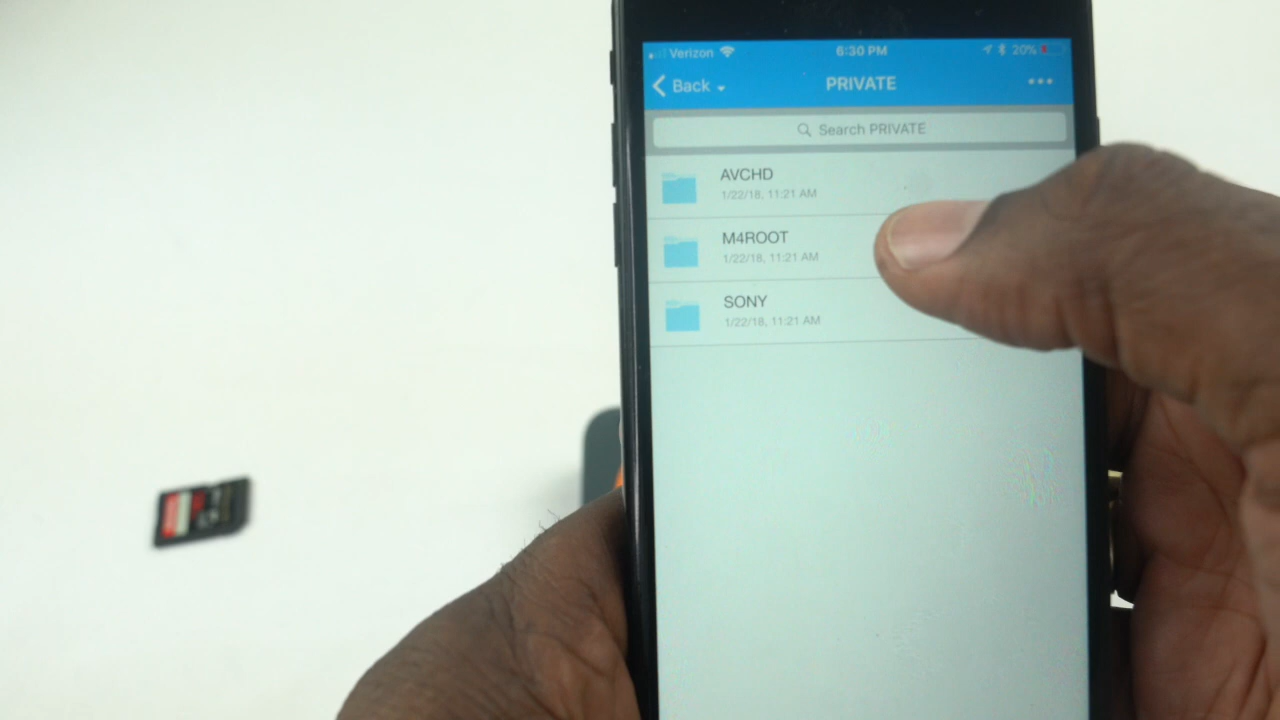 Verizon 6:30 PM 20%
Back PRIVATE
Search PRIVATE
AVCHD
1/22/18, 11:21 AM
M4ROOT
1/22/18, 11:21 AM
SONY
1/22/18, 11:21 AM